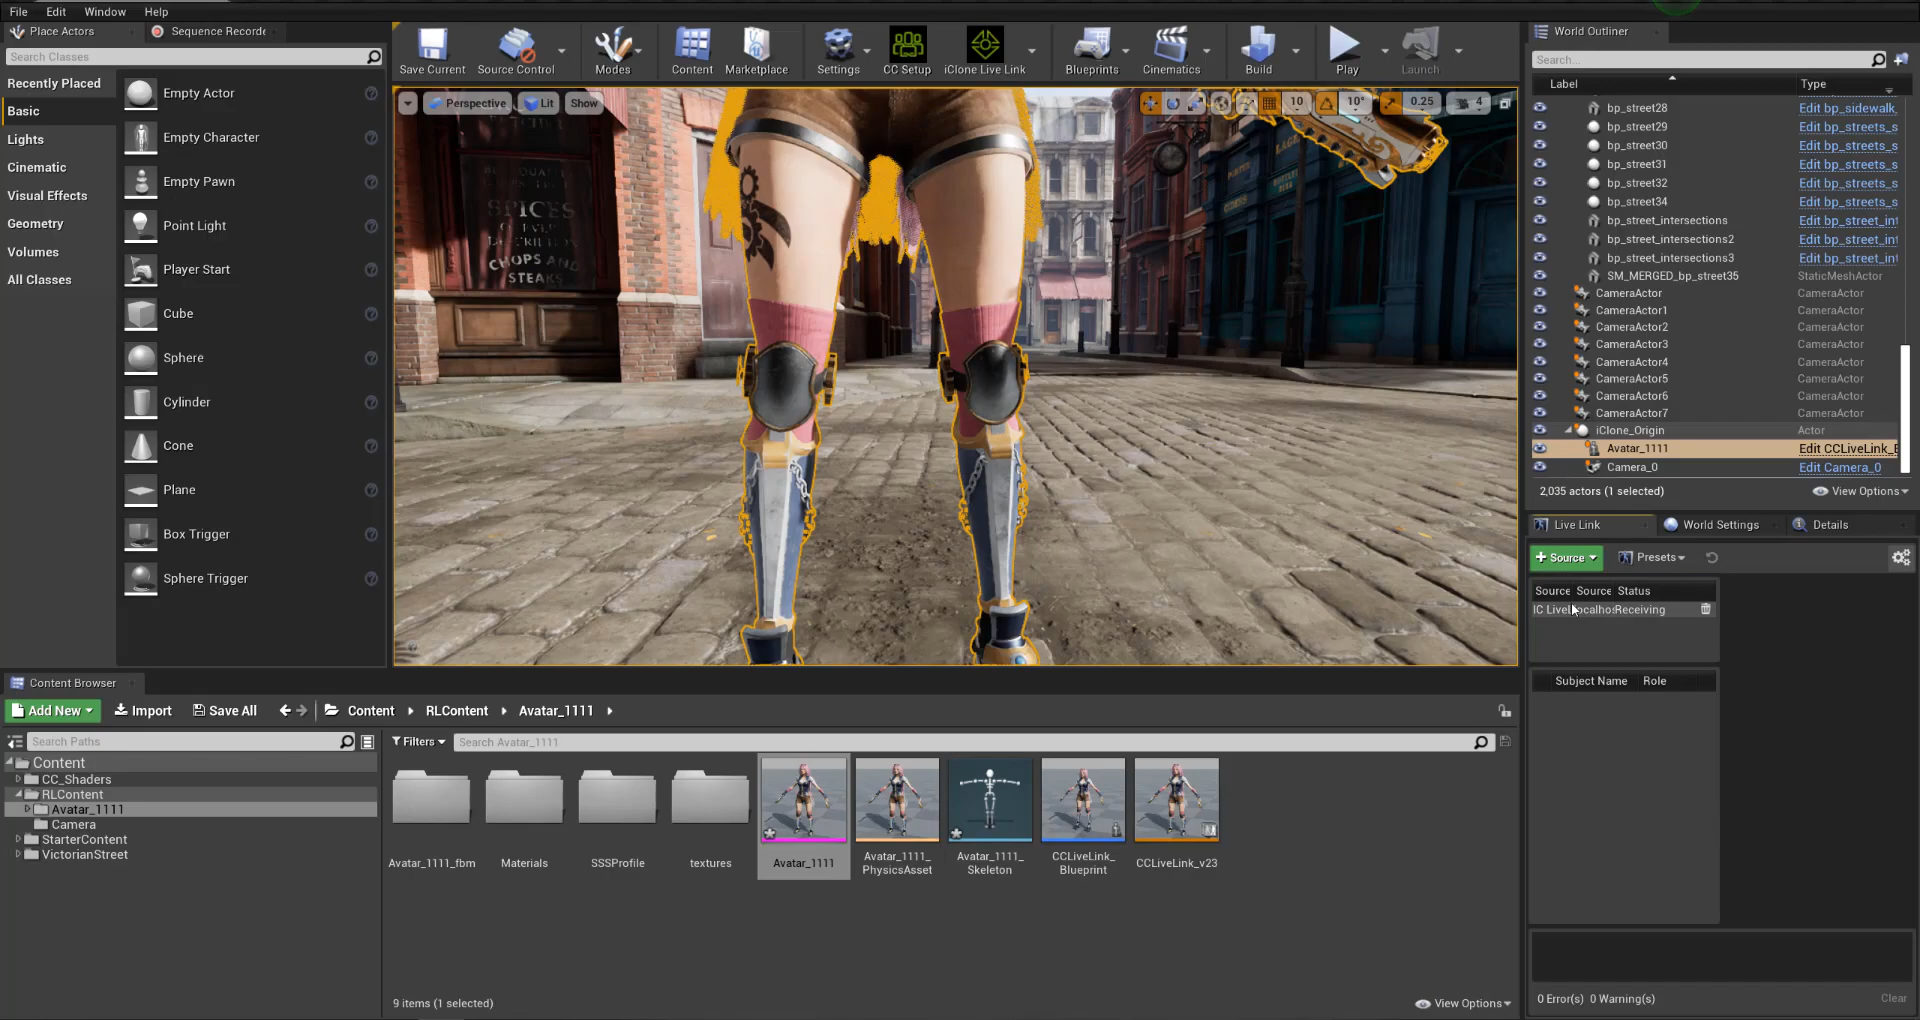 File Edit Window Help
Place Actors
Sequence Recorde
Search Classes
Recently Placed
Basic
Lights
Cinematic
Visual Effects
Geometry
Volumes
All Classes
Empty Actor
Empty Character
Empty Pawn
Point Light
Player Start
Cube
Sphere
Cylinder
Cone
Plane
Box Trigger
Sphere Trigger
Save Current
Source Control
Modes
Content
Marketplace
Settings
CC Setup
iClone Live Link
Blueprints
Cinematics
Build
Play
Launch
Perspective
Lit
Show
10
10°
0.25
4
SPICES
CHOPS AND
STEAKS
World Outliner
Search...
Label Type
bp_street28 Edit bp_sidewalk,
bp_street29 Edit bp_streets_s
bp_street30 Edit bp_streets_s
bp_street31 Edit bp_streets_s
bp_street32 Edit bp_streets_s
bp_street34 Edit bp_streets_s
bp_street_intersections Edit bp_street_int
bp_street_intersections2 Edit bp_street_int
bp_street_intersections3 Edit bp_street_int
SM_MERGED_bp_street35 StaticMeshActor
CameraActor CameraActor
CameraActor1 CameraActor
CameraActor2 CameraActor
CameraActor3 CameraActor
CameraActor4 CameraActor
CameraActor5 CameraActor
CameraActor6 CameraActor
CameraActor7 CameraActor
iClone_Origin Actor
Avatar_1111 Edit CCLiveLink_E
Camera_0 Edit Camera_0
2,035 actors (1 selected)
View Options
Live Link
World Settings
Details
Source
Presets
Source Source Status
IC Live localhos Receiving
Subject Name Role
0 Error(s) 0 Warning(s)
Clear
Content Browser
Add New
Import
Save All
Content
RLContent
Avatar_1111
Search Paths
Content
CC_Shaders
RLContent
Avatar_1111
Camera
StarterContent
VictorianStreet
Filters
Search Avatar_1111
Avatar_1111_fbm
Materials
SSSProfile
textures
Avatar_1111
Avatar_1111_
PhysicsAsset
Avatar_1111_
Skeleton
CCLiveLink_
Blueprint
CCLiveLink_v23
9 items (1 selected)
View Options